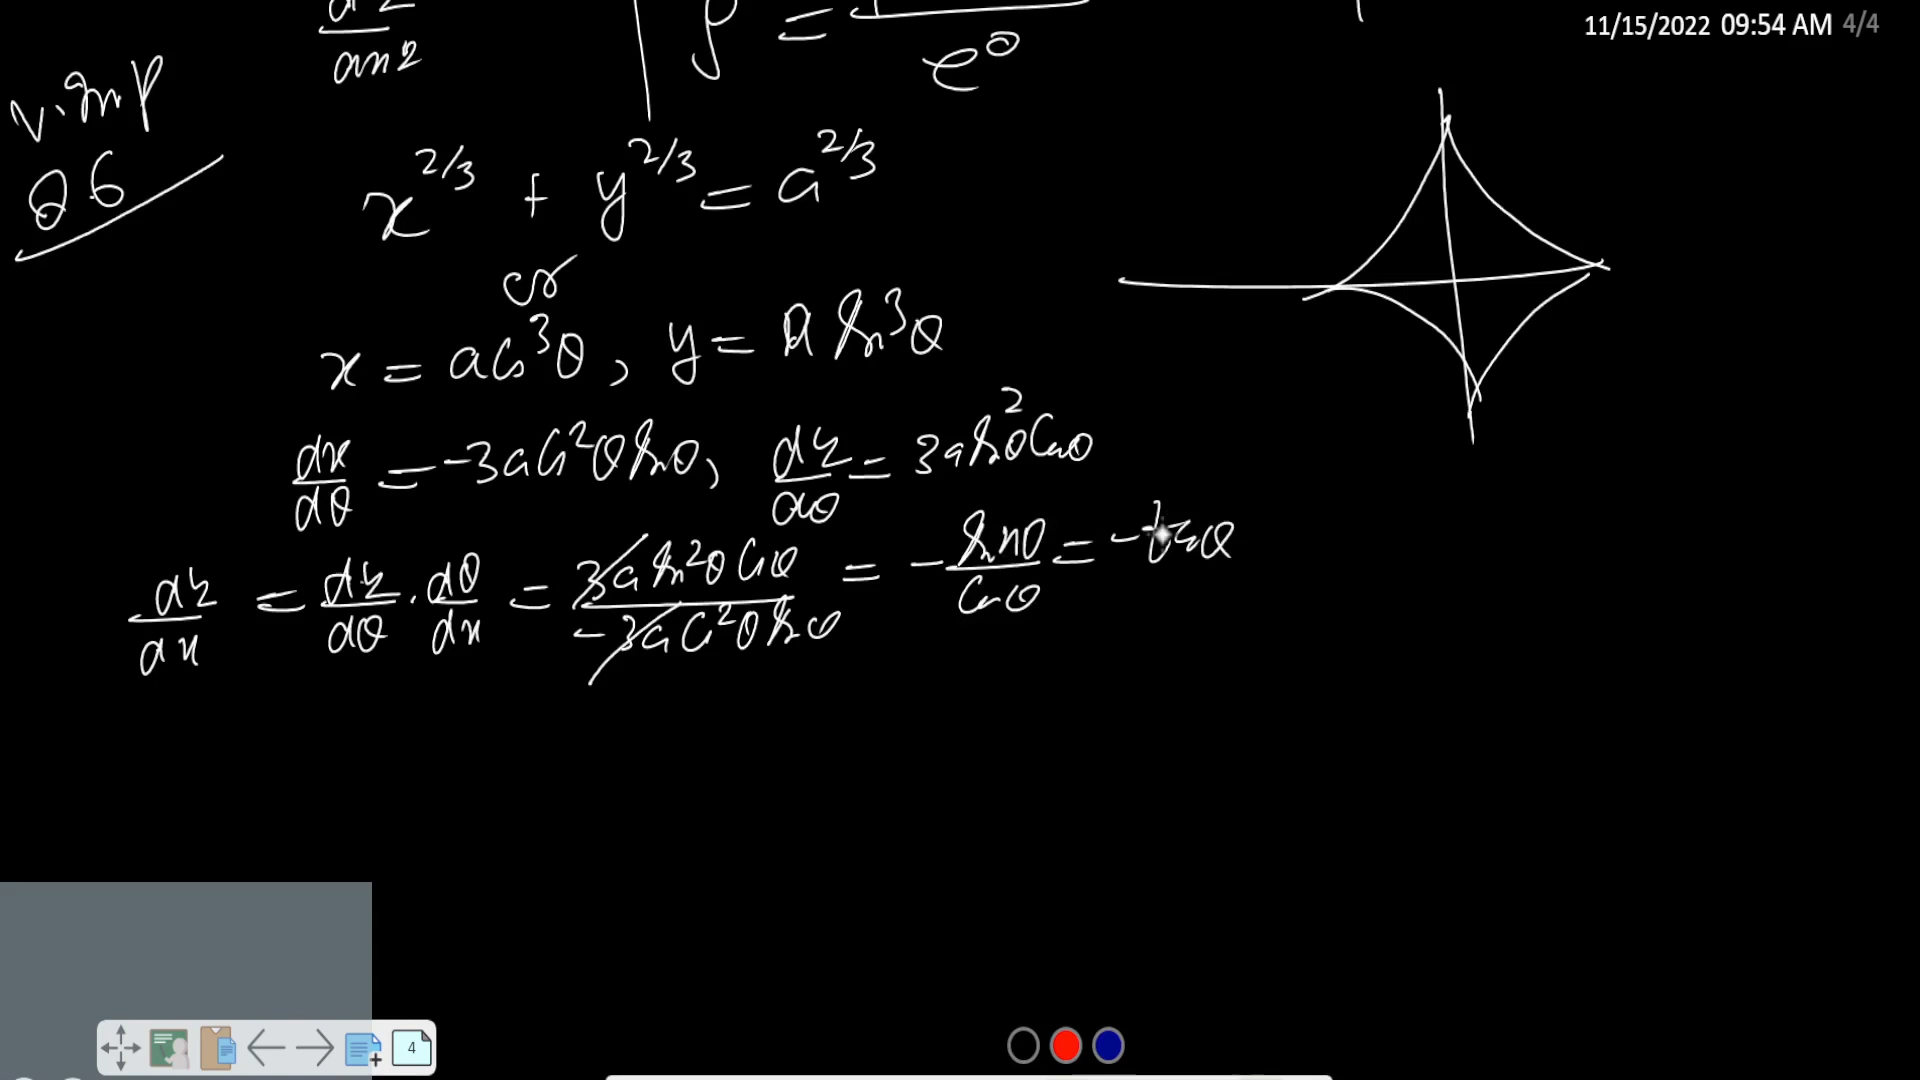 11/15/2022 09:54 AM 4/4
an2
ρ =
e^0
v.Imp
Q6
x^2/3 + y^2/3 = a^2/3
or
x = a cos^3θ, y = a sin^3θ
dx/dθ = -3a cos^2θ sinθ, dy/dθ = 3a sin^2θ cosθ
dy/dx = dy/dθ · dθ/dx = 3a sin^2θ cosθ / -3a cos^2θ sinθ = - sinθ/cosθ = -tanθ
4